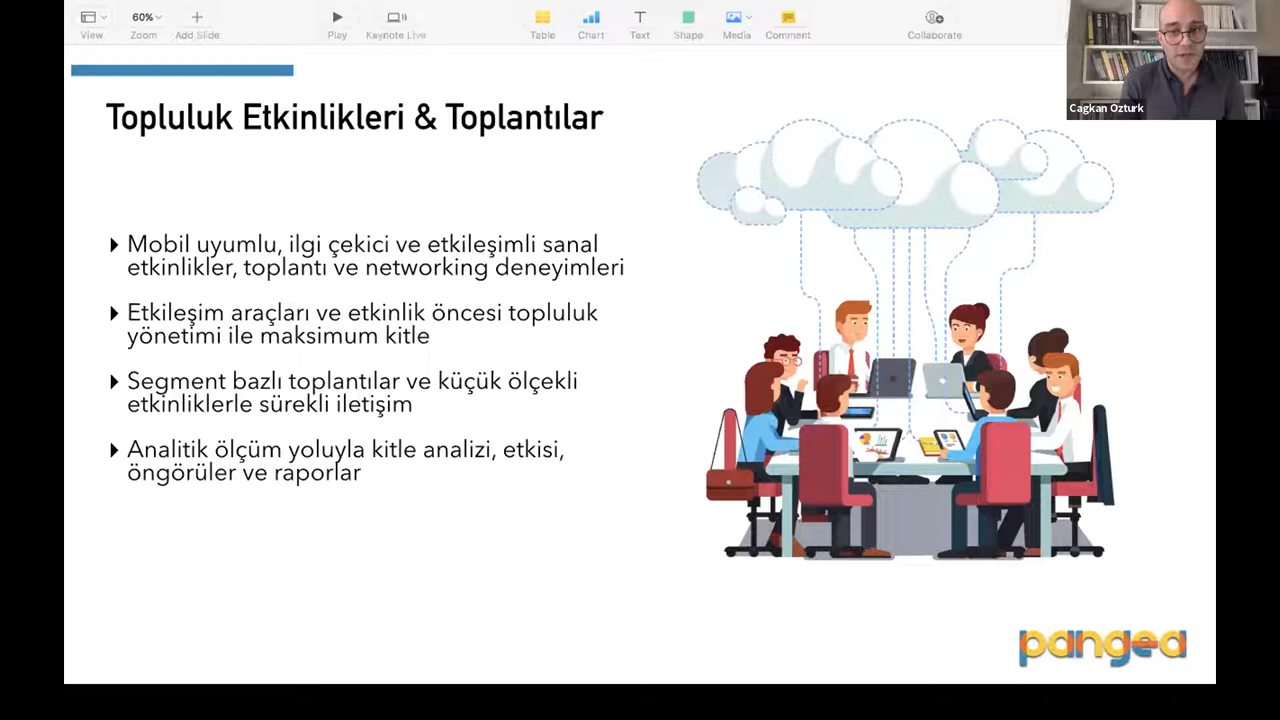 60%
View
Zoom
Add Slide
Play
Keynote Live
Table
Chart
Text
Shape
Media
Comment
Collaborate
Cagkan Ozturk
Topluluk Etkinlikleri & Toplantılar
Mobil uyumlu, ilgi çekici ve etkileşimli sanal
etkinlikler, toplantı ve networking deneyimleri
Etkileşim araçları ve etkinlik öncesi topluluk
yönetimi ile maksimum kitle
Segment bazlı toplantılar ve küçük ölçekli
etkinliklerle sürekli iletişim
Analitik ölçüm yoluyla kitle analizi, etkisi,
öngörüler ve raporlar
pangea